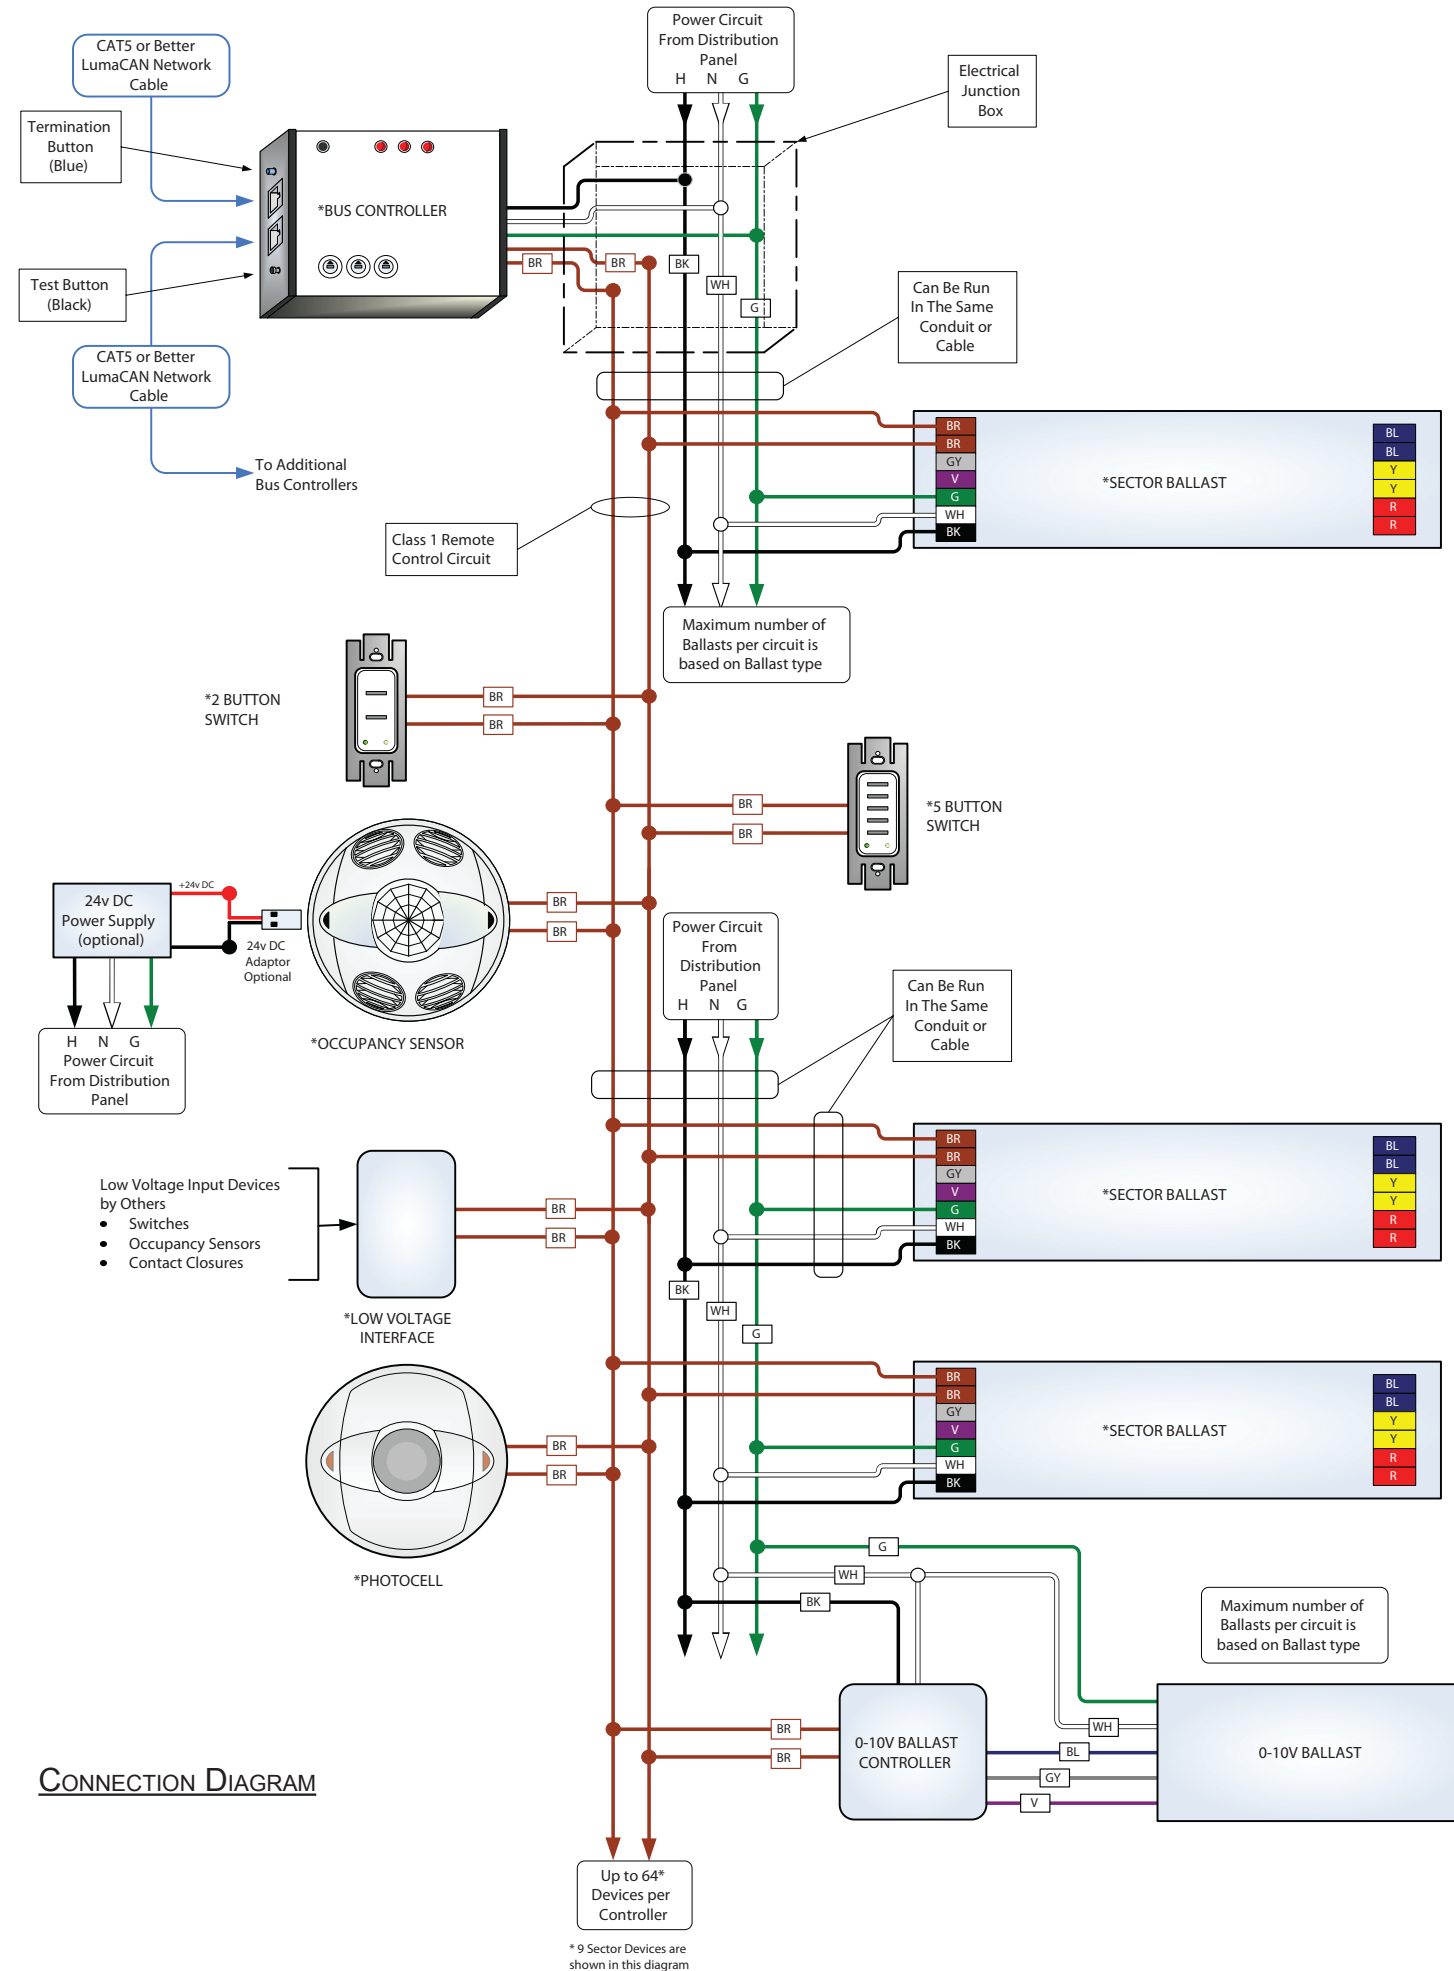 CAT5 or Better
LumaCAN Network
Cable
Termination
Button
(Blue)
*BUS CONTROLLER
Test Button
(Black)
CAT5 or Better
LumaCAN Network
Cable
To Additional
Bus Controllers
Power Circuit
From Distribution
Panel
H N G
Electrical
Junction
Box
BR
BR
BK
WH
G
Can Be Run
In The Same
Conduit or
Cable
BR
BR
GY
V
G
WH
BK
*SECTOR BALLAST
BL
BL
Y
Y
R
R
Class 1 Remote
Control Circuit
Maximum number of
Ballasts per circuit is
based on Ballast type
*2 BUTTON
SWITCH
BR
BR
BR
BR
*5 BUTTON
SWITCH
24v DC
Power Supply
(optional)
+24v DC
24v DC
Adaptor
Optional
H N G
Power Circuit
From Distribution
Panel
*OCCUPANCY SENSOR
BR
BR
Power Circuit
From
Distribution
Panel
H N G
Can Be Run
In The Same
Conduit or
Cable
BR
BR
GY
V
G
WH
BK
*SECTOR BALLAST
BL
BL
Y
Y
R
R
Low Voltage Input Devices
by Others
• Switches
• Occupancy Sensors
• Contact Closures
*LOW VOLTAGE
INTERFACE
BR
BR
BK
WH
G
BR
BR
GY
V
G
WH
BK
*SECTOR BALLAST
BL
BL
Y
Y
R
R
*PHOTOCELL
BR
BR
G
WH
BK
Maximum number of
Ballasts per circuit is
based on Ballast type
BR
BR
0-10V BALLAST
CONTROLLER
WH
BL
GY
V
0-10V BALLAST
CONNECTION DIAGRAM
Up to 64*
Devices per
Controller
* 9 Sector Devices are
shown in this diagram